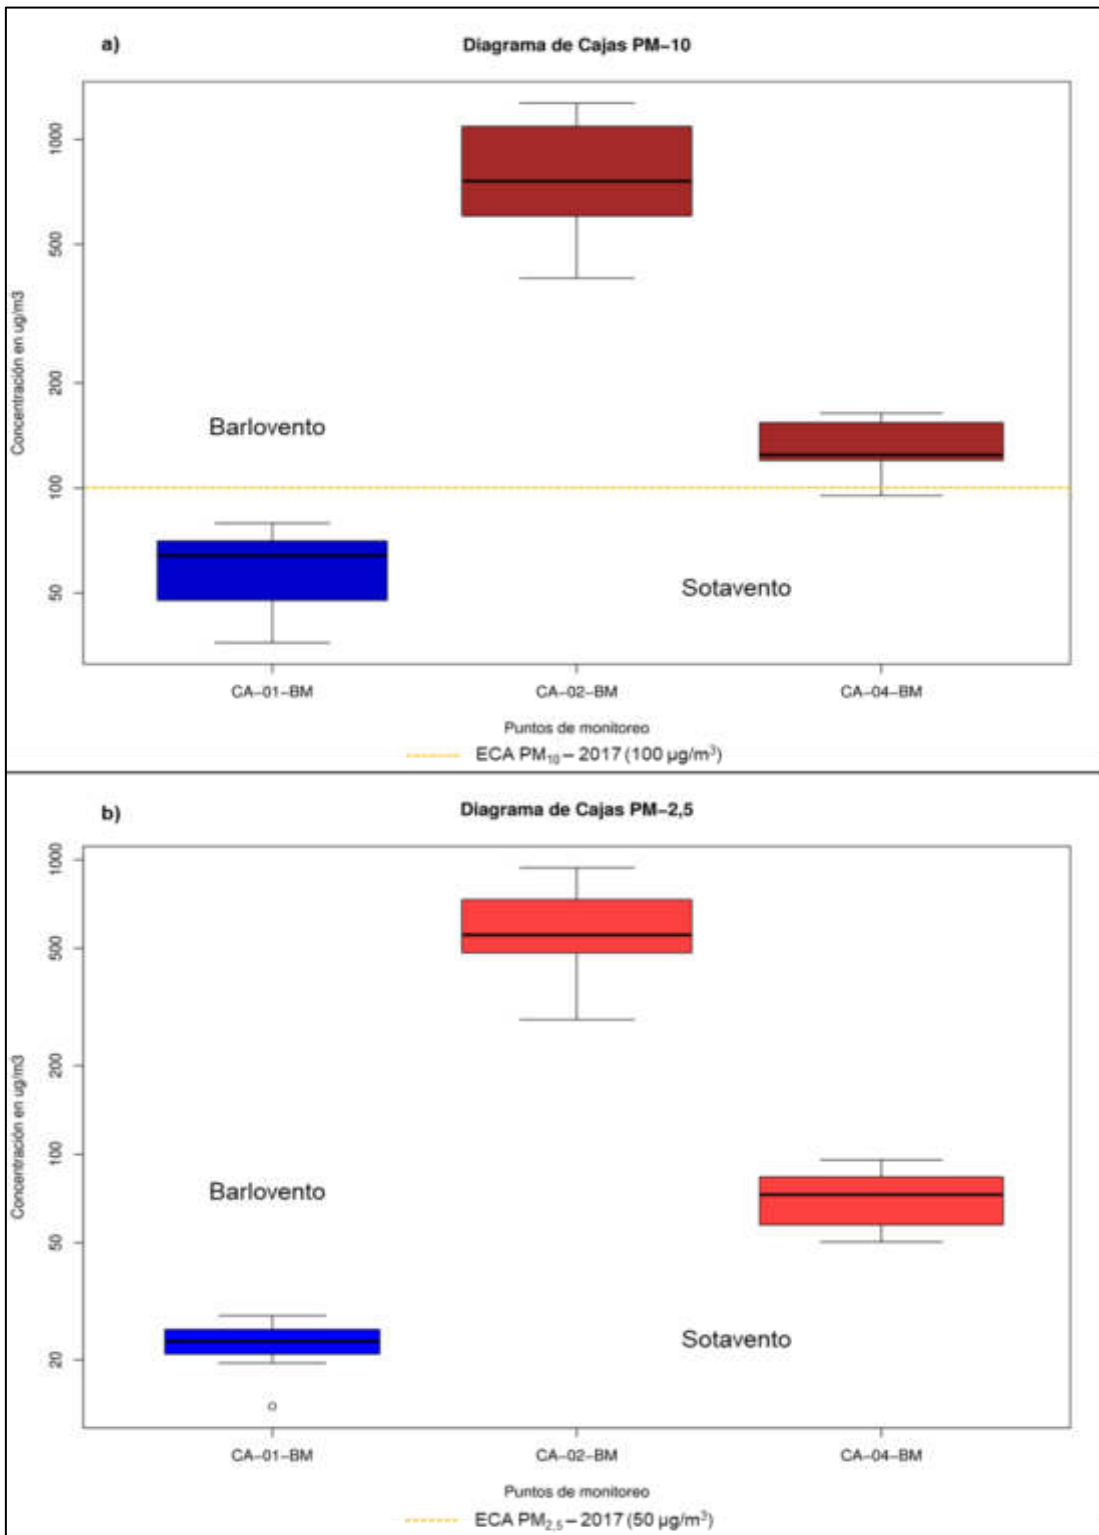 a)
Diagrama de Cajas PM-10
Concentración en ug/m3
1000
500
200
100
50
Barlovento
Sotavento
CA-01-BM CA-02-BM CA-04-BM
Puntos de monitoreo
ECA PM₁₀ – 2017 (100 µg/m³)
b)
Diagrama de Cajas PM-2,5
Concentración en ug/m3
1000
500
200
100
50
20
Barlovento
Sotavento
CA-01-BM CA-02-BM CA-04-BM
Puntos de monitoreo
ECA PM₂,₅ – 2017 (50 µg/m³)